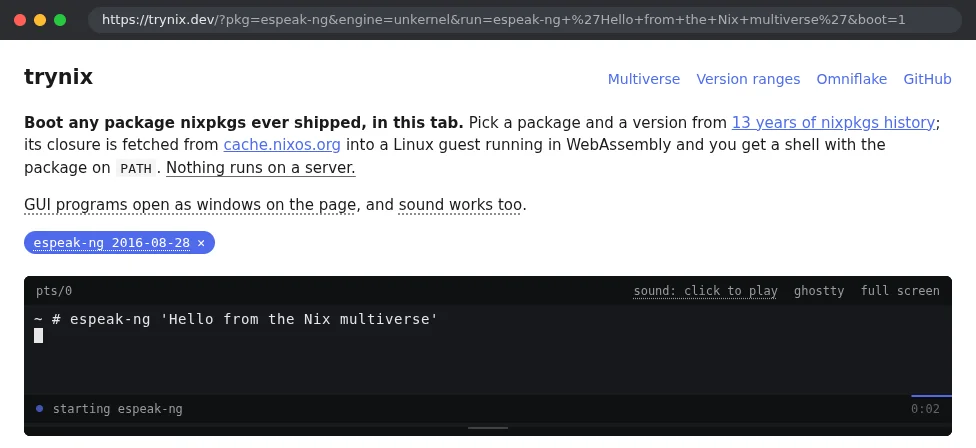 https://trynix.dev/?pkg=espeak-ng&engine=unkernel&run=espeak-ng+%27Hello+from+the+Nix+multiverse%27&boot=1
trynix
Multiverse Version ranges Omniflake GitHub
Boot any package nixpkgs ever shipped, in this tab. Pick a package and a version from 13 years of nixpkgs history;
its closure is fetched from cache.nixos.org into a Linux guest running in WebAssembly and you get a shell with the
package on PATH. Nothing runs on a server.
GUI programs open as windows on the page, and sound works too.
espeak-ng 2016-08-28 ×
pts/0 sound: click to play ghostty full screen
~ # espeak-ng 'Hello from the Nix multiverse'
starting espeak-ng 0:02